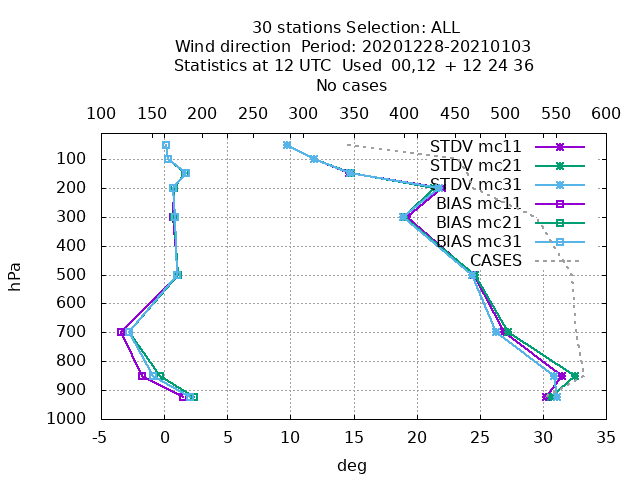 30 stations Selection: ALL
Wind direction  Period: 20201228-20210103
Statistics at 12 UTC  Used  00,12  + 12 24 36
No cases
100 150 200 250 300 350 400 450 500 550 600
STDV mc11
100
STDV mc21
STDV mc31
200
BIAS mc11
300
BIAS mc21
BIAS mc31
400
CASES
500
600
700
800
900
1000
hPa
-5 0 5 10 15 20 25 30 35
deg